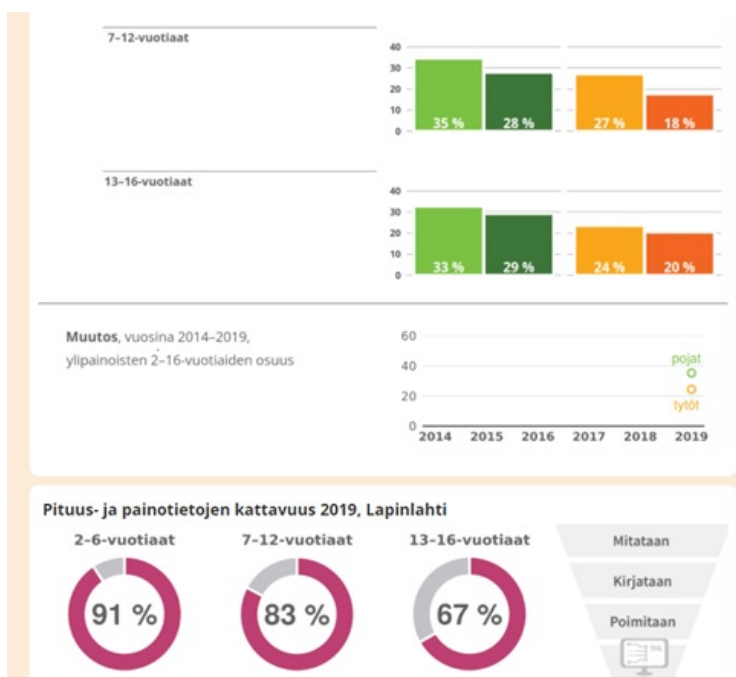 7–12-vuotiaat
40
30
20
10
0
35 % 28 % 27 % 18 %
13–16-vuotiaat
40
30
20
10
0
33 % 29 % 24 % 20 %
Muutos, vuosina 2014–2019,
ylipainoisten 2–16-vuotiaiden osuus
60
40
20
0
pojat
tytöt
2014 2015 2016 2017 2018 2019
Pituus- ja painotietojen kattavuus 2019, Lapinlahti
2–6-vuotiaat 7–12-vuotiaat 13–16-vuotiaat
91 % 83 % 67 %
Mitataan
Kirjataan
Poimitaan
THL